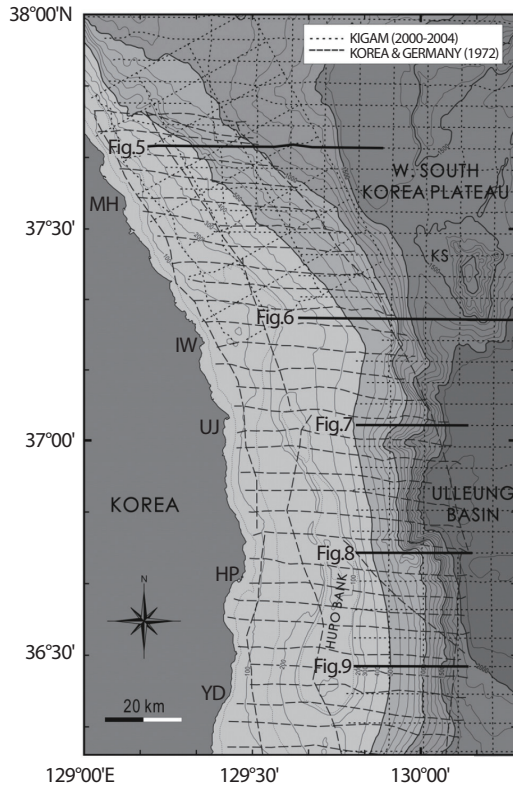 38°00'N
KIGAM (2000-2004)
KOREA & GERMANY (1972)
Fig.5
W. SOUTH
KOREA PLATEAU
MH
37°30'
KS
Fig.6
IW
Fig.7
UJ
37°00'
ULLEUNG
BASIN
KOREA
Fig.8
HP
N
HUPO BANK
36°30'
Fig.9
YD
20 km
129°00'E
129°30'
130°00'